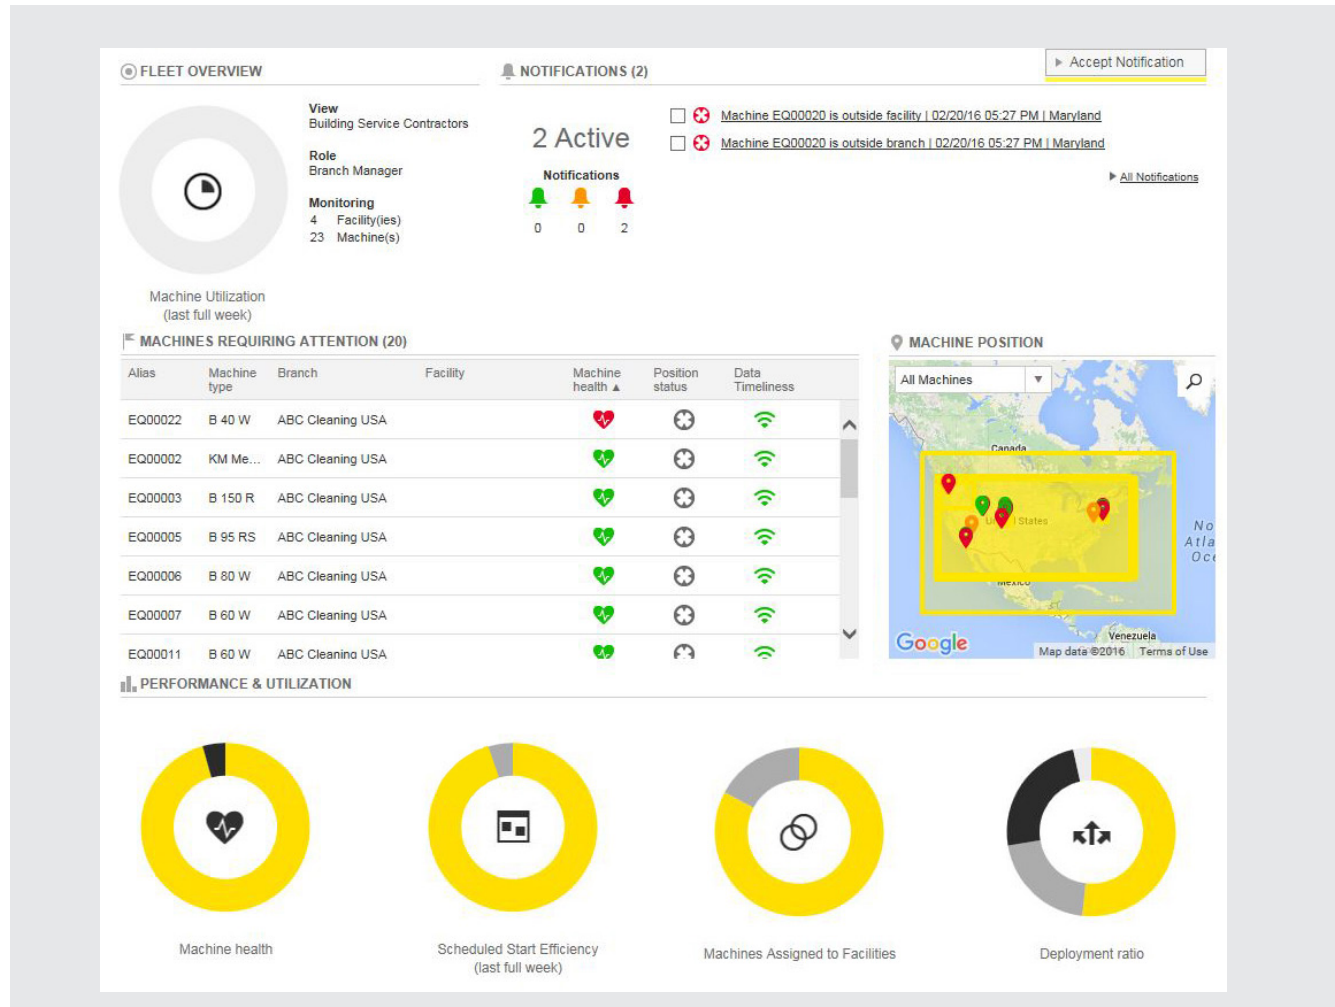 FLEET OVERVIEW
View
Building Service Contractors
Role
Branch Manager
Monitoring
4 Facility(ies)
23 Machine(s)
Machine Utilization
(last full week)
NOTIFICATIONS (2)
Accept Notification
2 Active
Notifications
0 0 2
Machine EQ00020 is outside facility | 02/20/16 05:27 PM | Maryland
Machine EQ00020 is outside branch | 02/20/16 05:27 PM | Maryland
All Notifications
MACHINES REQUIRING ATTENTION (20)
Alias Machine type Branch Facility Machine health ▲ Position status Data Timeliness
EQ00022 B 40 W ABC Cleaning USA
EQ00002 KM Me... ABC Cleaning USA
EQ00003 B 150 R ABC Cleaning USA
EQ00005 B 95 RS ABC Cleaning USA
EQ00006 B 80 W ABC Cleaning USA
EQ00007 B 60 W ABC Cleaning USA
EQ00011 B 60 W ABC Cleaning USA
MACHINE POSITION
All Machines
Canada
United States
No
Atla
Oce
Mexico
Venezuela
Google
Map data ©2016 Terms of Use
PERFORMANCE & UTILIZATION
Machine health
Scheduled Start Efficiency
(last full week)
Machines Assigned to Facilities
Deployment ratio